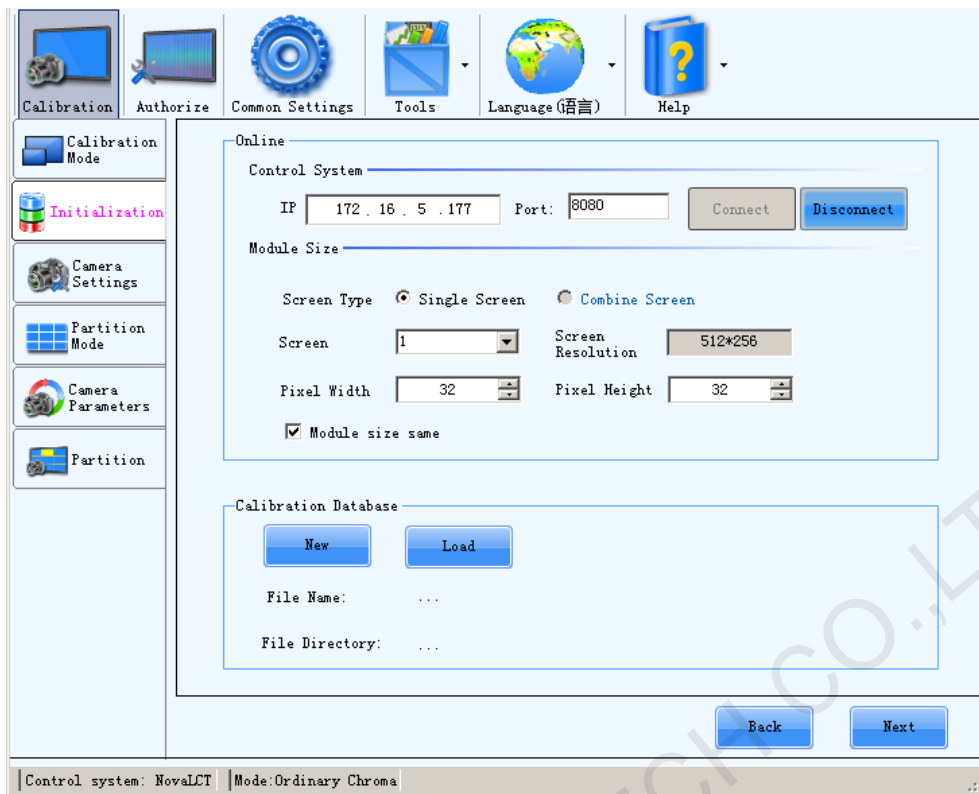 Calibration Authorize Common Settings Tools Language(语言) Help
Calibration
Mode
Initialization
Camera
Settings
Partition
Mode
Camera
Parameters
Partition
Online
Control System
IP 172 . 16 . 5 . 177 Port: 8080 Connect Disconnect
Module Size
Screen Type Single Screen Combine Screen
Screen 1 Screen
Resolution 512*256
Pixel Width 32 Pixel Height 32
Module size same
Calibration Database
New Load
File Name: ...
File Directory: ...
Back Next
Control system: NovaLCT Mode:Ordinary Chroma
CH CO.,LT